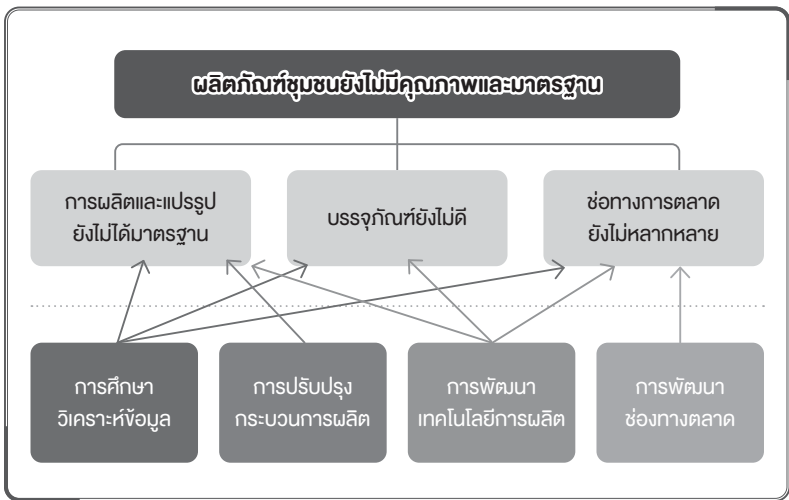 ผลิตภัณฑ์ชุมชนยังไม่มีคุณภาพและมาตรฐาน
การผลิตและแปรรูป
ยังไม่ได้มาตรฐาน
บรรจุภัณฑ์ยังไม่ดี
ช่อทางการตลาด
ยังไม่หลากหลาย
การศึกษา
วิเคราะห์ข้อมูล
การปรับปรุง
กระบวนการผลิต
การพัฒนา
เทคโนโลยีการผลิต
การพัฒนา
ช่องทางตลาด